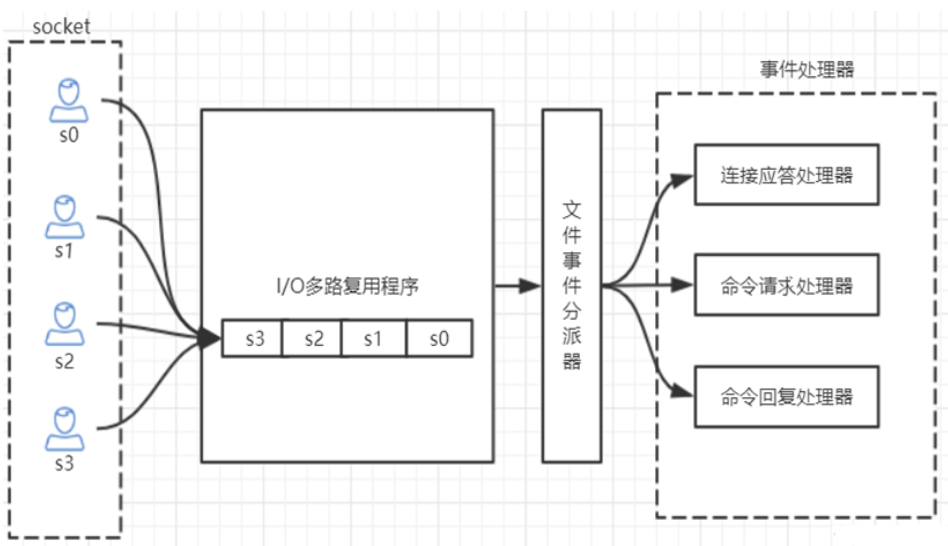 socket
s0
s1
s2
s3
I/O多路复用程序
s3 s2 s1 s0
文件事件分派器
事件处理器
连接应答处理器
命令请求处理器
命令回复处理器